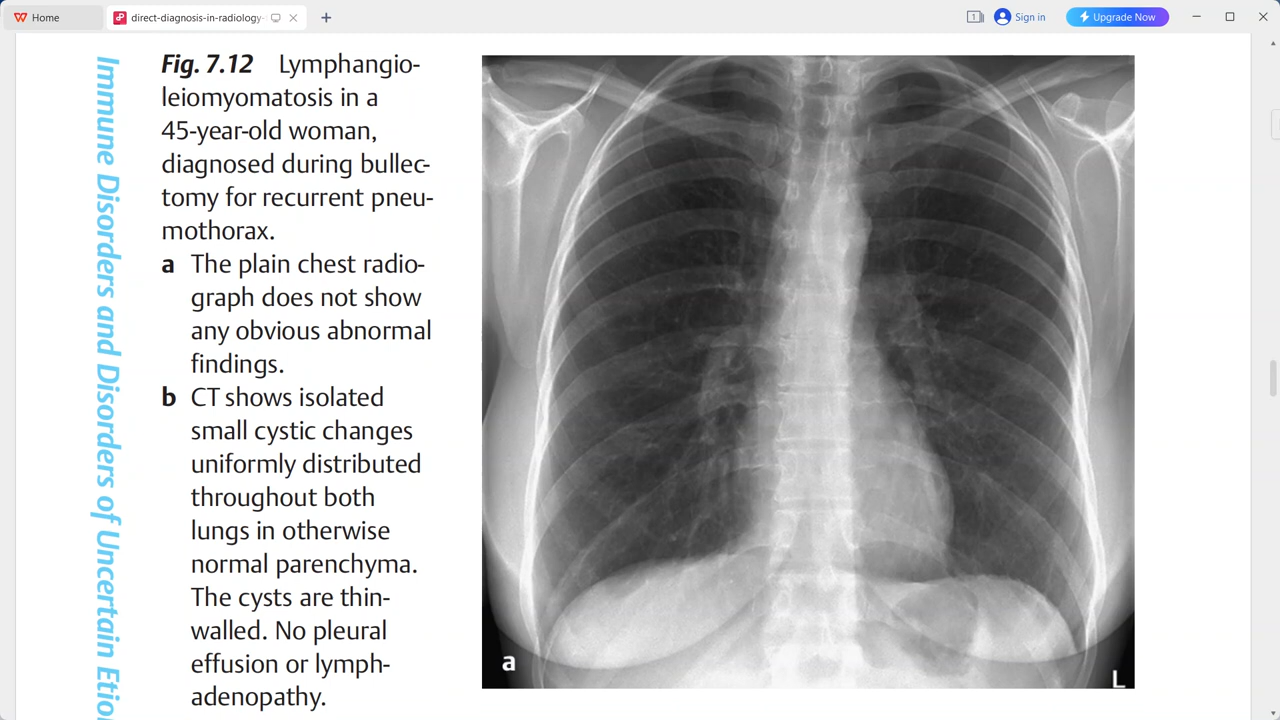 Home
direct-diagnosis-in-radiology-
1
Sign in
Upgrade Now
Immune Disorders and Disorders of Uncertain Etio
Fig. 7.12 Lymphangio-
leiomyomatosis in a
45-year-old woman,
diagnosed during bullec-
tomy for recurrent pneu-
mothorax.
a The plain chest radio-
graph does not show
any obvious abnormal
findings.
b CT shows isolated
small cystic changes
uniformly distributed
throughout both
lungs in otherwise
normal parenchyma.
The cysts are thin-
walled. No pleural
effusion or lymph-
adenopathy.
a
L